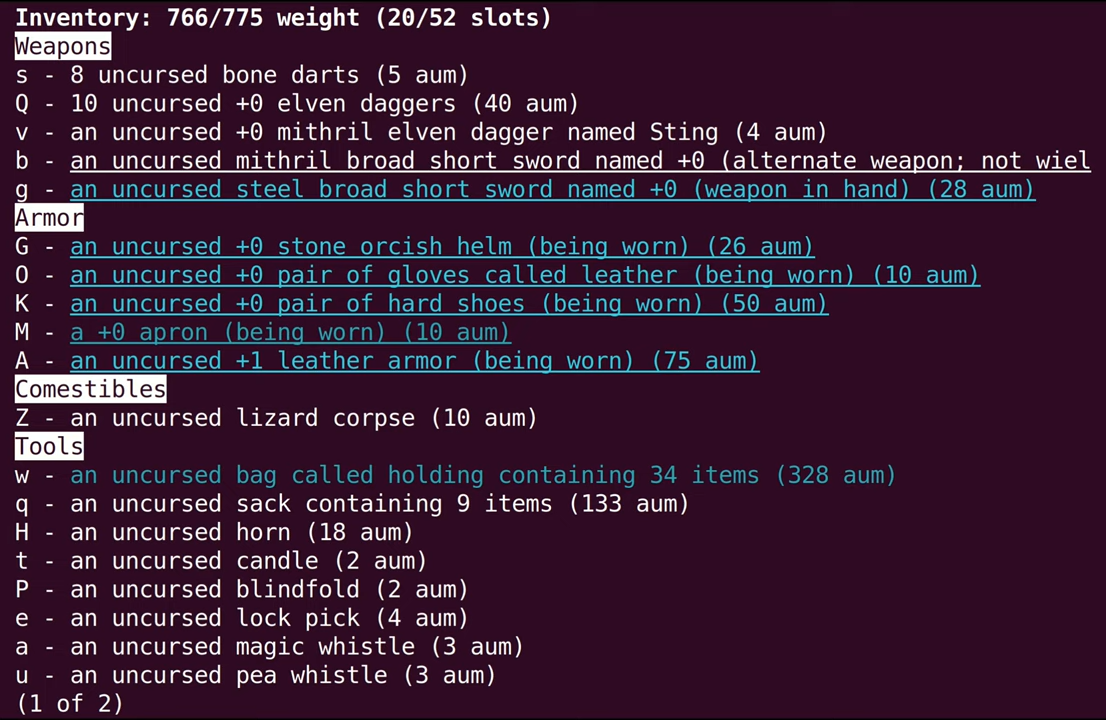 Inventory: 766/775 weight (20/52 slots)
Weapons
s - 8 uncursed bone darts (5 aum)
Q - 10 uncursed +0 elven daggers (40 aum)
v - an uncursed +0 mithril elven dagger named Sting (4 aum)
b - an uncursed mithril broad short sword named +0 (alternate weapon; not wiel
g - an uncursed steel broad short sword named +0 (weapon in hand) (28 aum)
Armor
G - an uncursed +0 stone orcish helm (being worn) (26 aum)
O - an uncursed +0 pair of gloves called leather (being worn) (10 aum)
K - an uncursed +0 pair of hard shoes (being worn) (50 aum)
M - a +0 apron (being worn) (10 aum)
A - an uncursed +1 leather armor (being worn) (75 aum)
Comestibles
Z - an uncursed lizard corpse (10 aum)
Tools
w - an uncursed bag called holding containing 34 items (328 aum)
q - an uncursed sack containing 9 items (133 aum)
H - an uncursed horn (18 aum)
t - an uncursed candle (2 aum)
P - an uncursed blindfold (2 aum)
e - an uncursed lock pick (4 aum)
a - an uncursed magic whistle (3 aum)
u - an uncursed pea whistle (3 aum)
(1 of 2)